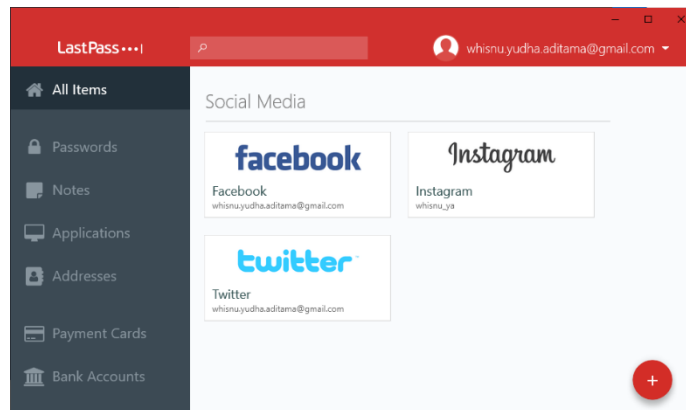 LastPass
whisnu.yudha.aditama@gmail.com
All Items
Passwords
Notes
Applications
Addresses
Payment Cards
Bank Accounts
Social Media
facebook
Facebook
whisnu.yudha.aditama@gmail.com
Instagram
Instagram
whisnu_ya
twitter
Twitter
whisnu.yudha.aditama@gmail.com